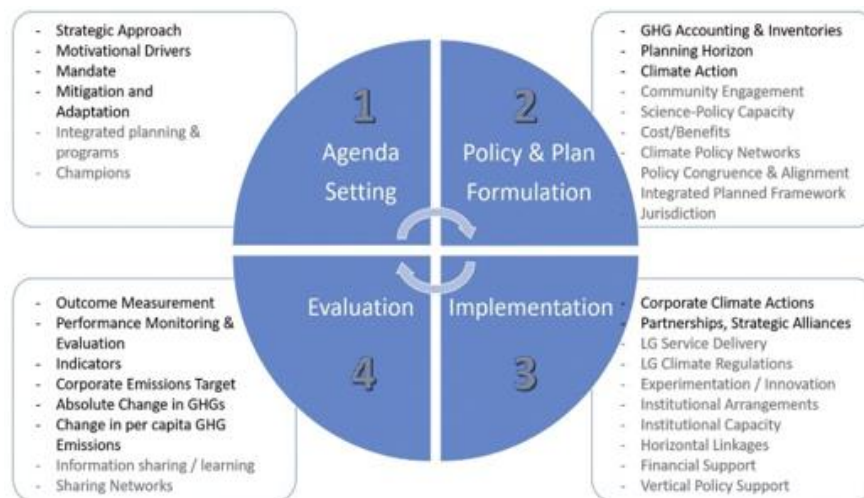 - Strategic Approach
- Motivational Drivers
- Mandate
- Mitigation and
Adaptation
- Integrated planning &
programs
- Champions
1
Agenda
Setting
2
Policy & Plan
Formulation
- GHG Accounting & Inventories
- Planning Horizon
- Climate Action
- Community Engagement
- Science-Policy Capacity
- Cost/Benefits
- Climate Policy Networks
Policy Congruence & Alignment
- Integrated Planned Framework
- Jurisdiction
- Outcome Measurement
- Performance Monitoring &
Evaluation
- Indicators
- Corporate Emissions Target
- Absolute Change in GHGs
- Change in per capita GHG
Emissions
- Information sharing / learning
- Sharing Networks
Evaluation
4
Implementation
3
- Corporate Climate Actions
- Partnerships, Strategic Alliances
- LG Service Delivery
- LG Climate Regulations
- Experimentation / Innovation
- Institutional Arrangements
- Institutional Capacity
- Horizontal Linkages
- Financial Support
- Vertical Policy Support